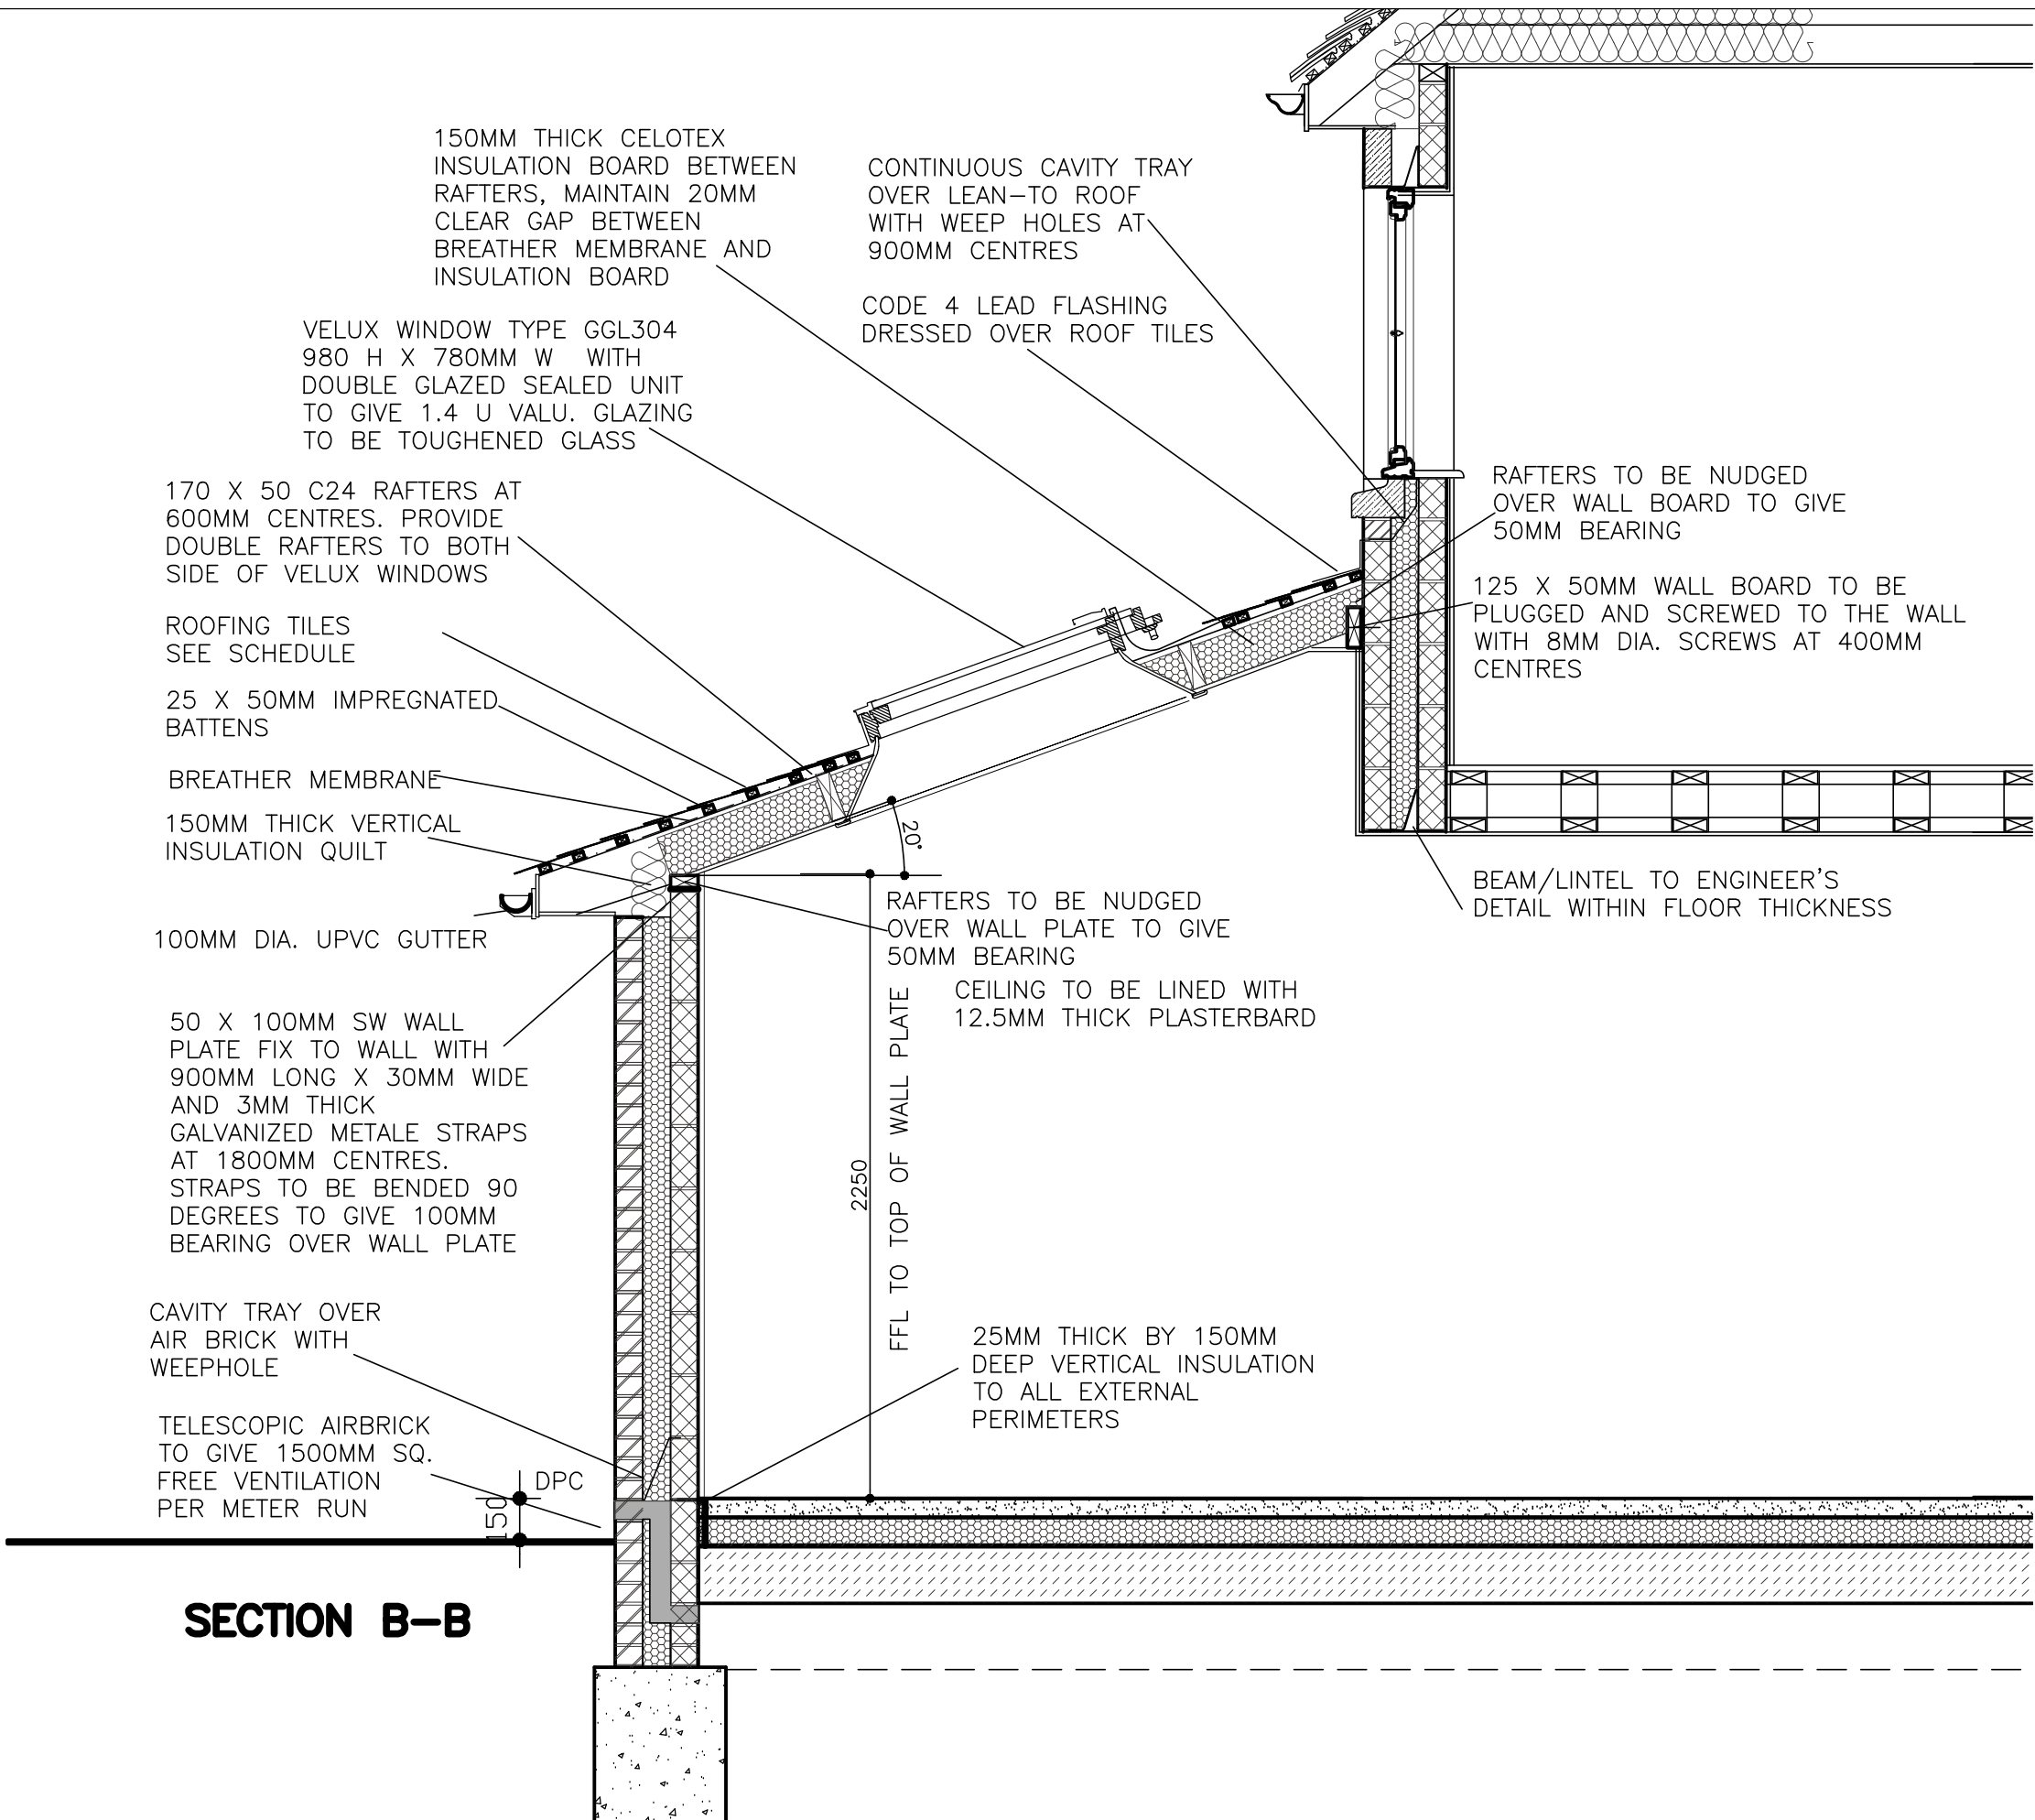 150MM THICK CELOTEX
INSULATION BOARD BETWEEN
RAFTERS, MAINTAIN 20MM
CLEAR GAP BETWEEN
BREATHER MEMBRANE AND
INSULATION BOARD
CONTINUOUS CAVITY TRAY
OVER LEAN-TO ROOF
WITH WEEP HOLES AT
900MM CENTRES
CODE 4 LEAD FLASHING
DRESSED OVER ROOF TILES
VELUX WINDOW TYPE GGL304
980 H X 780MM W WITH
DOUBLE GLAZED SEALED UNIT
TO GIVE 1.4 U VALU. GLAZING
TO BE TOUGHENED GLASS
170 X 50 C24 RAFTERS AT
600MM CENTRES. PROVIDE
DOUBLE RAFTERS TO BOTH
SIDE OF VELUX WINDOWS
RAFTERS TO BE NUDGED
OVER WALL BOARD TO GIVE
50MM BEARING
125 X 50MM WALL BOARD TO BE
PLUGGED AND SCREWED TO THE WALL
WITH 8MM DIA. SCREWS AT 400MM
CENTRES
ROOFING TILES
SEE SCHEDULE
25 X 50MM IMPREGNATED
BATTENS
BREATHER MEMBRANE
150MM THICK VERTICAL
INSULATION QUILT
20°
100MM DIA. UPVC GUTTER
RAFTERS TO BE NUDGED
OVER WALL PLATE TO GIVE
50MM BEARING
BEAM/LINTEL TO ENGINEER'S
DETAIL WITHIN FLOOR THICKNESS
CEILING TO BE LINED WITH
12.5MM THICK PLASTERBARD
50 X 100MM SW WALL
PLATE FIX TO WALL WITH
900MM LONG X 30MM WIDE
AND 3MM THICK
GALVANIZED METALE STRAPS
AT 1800MM CENTRES.
STRAPS TO BE BENDED 90
DEGREES TO GIVE 100MM
BEARING OVER WALL PLATE
2250
FFL TO TOP OF WALL PLATE
CAVITY TRAY OVER
AIR BRICK WITH
WEEPHOLE
25MM THICK BY 150MM
DEEP VERTICAL INSULATION
TO ALL EXTERNAL
PERIMETERS
TELESCOPIC AIRBRICK
TO GIVE 1500MM SQ.
FREE VENTILATION
PER METER RUN
DPC
150
SECTION B-B